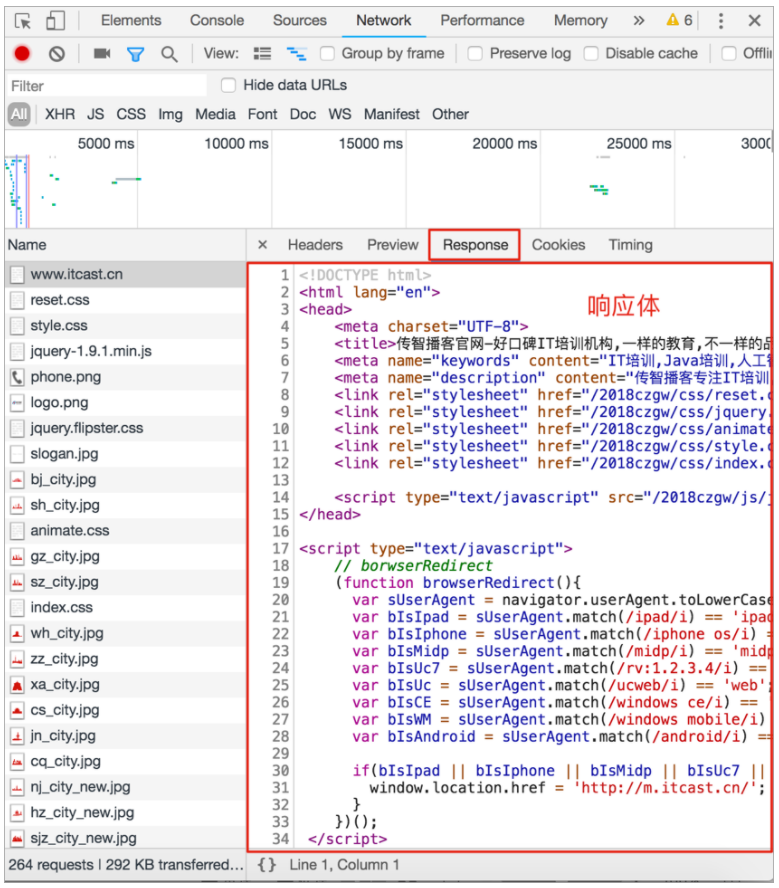 Elements Console Sources Network Performance Memory » 6
View: Group by frame Preserve log Disable cache
Filter Hide data URLs
All XHR JS CSS Img Media Font Doc WS Manifest Other
5000 ms 10000 ms 15000 ms 20000 ms 25000 ms
Name
www.itcast.cn
reset.css
style.css
jquery-1.9.1.min.js
phone.png
logo.png
jquery.flipster.css
slogan.jpg
bj_city.jpg
sh_city.jpg
animate.css
gz_city.jpg
sz_city.jpg
index.css
wh_city.jpg
zz_city.jpg
xa_city.jpg
cs_city.jpg
jn_city.jpg
cq_city.jpg
nj_city_new.jpg
hz_city_new.jpg
sjz_city_new.jpg
264 requests | 292 KB transferred...
× Headers Preview Response Cookies Timing
响应体
1 <!DOCTYPE html>
2 <html lang="en">
3 <head>
4 <meta charset="UTF-8">
5 <title>传智播客官网-好口碑IT培训机构,一样的教育,不一样的品
6 <meta name="keywords" content="IT培训,Java培训,人工智
7 <meta name="description" content="传智播客专注IT培训
8 <link rel="stylesheet" href="/2018czgw/css/reset.c
9 <link rel="stylesheet" href="/2018czgw/css/jquery.
10 <link rel="stylesheet" href="/2018czgw/css/animate
11 <link rel="stylesheet" href="/2018czgw/css/style.c
12 <link rel="stylesheet" href="/2018czgw/css/index.c
13
14 <script type="text/javascript" src="/2018czgw/js/j
15 </head>
16
17 <script type="text/javascript">
18 // borwserRedirect
19 (function browserRedirect(){
20 var sUserAgent = navigator.userAgent.toLowerCase
21 var bIsIpad = sUserAgent.match(/ipad/i) == 'ipad
22 var bIsIphone = sUserAgent.match(/iphone os/i) =
23 var bIsMidp = sUserAgent.match(/midp/i) == 'midp
24 var bIsUc7 = sUserAgent.match(/rv:1.2.3.4/i) ==
25 var bIsUc = sUserAgent.match(/ucweb/i) == 'web';
26 var bIsCE = sUserAgent.match(/windows ce/i) ==
27 var bIsWM = sUserAgent.match(/windows mobile/i)
28 var bIsAndroid = sUserAgent.match(/android/i) ==
29
30 if(bIsIpad || bIsIphone || bIsMidp || bIsUc7 ||
31 window.location.href = 'http://m.itcast.cn/';
32 }
33 })();
34 </script>
{} Line 1, Column 1